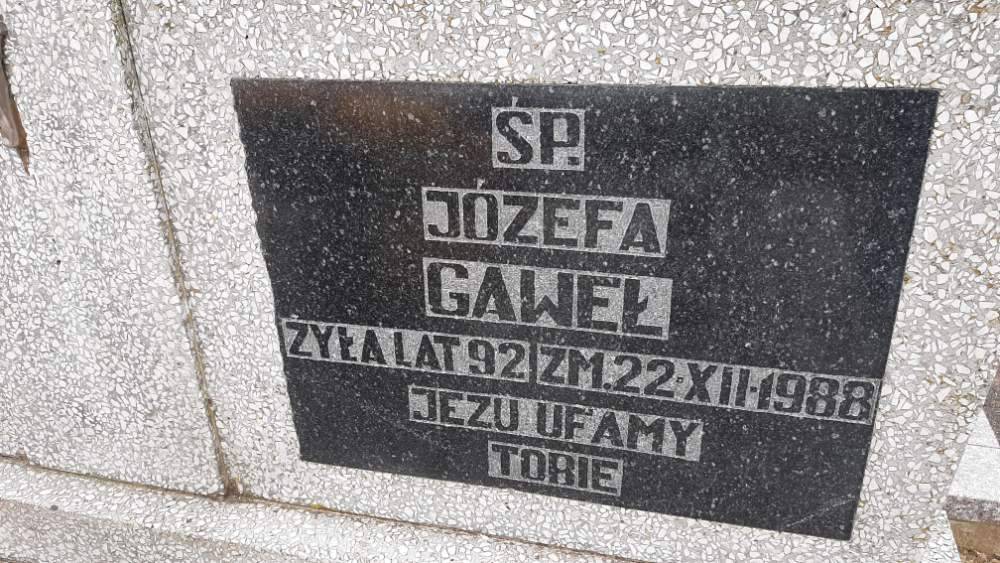 ŚP.
JÓZEFA
GAWEŁ
ŻYŁA LAT 92 ZM. 22·XII·1988
JEZU UFAMY
TOBIE